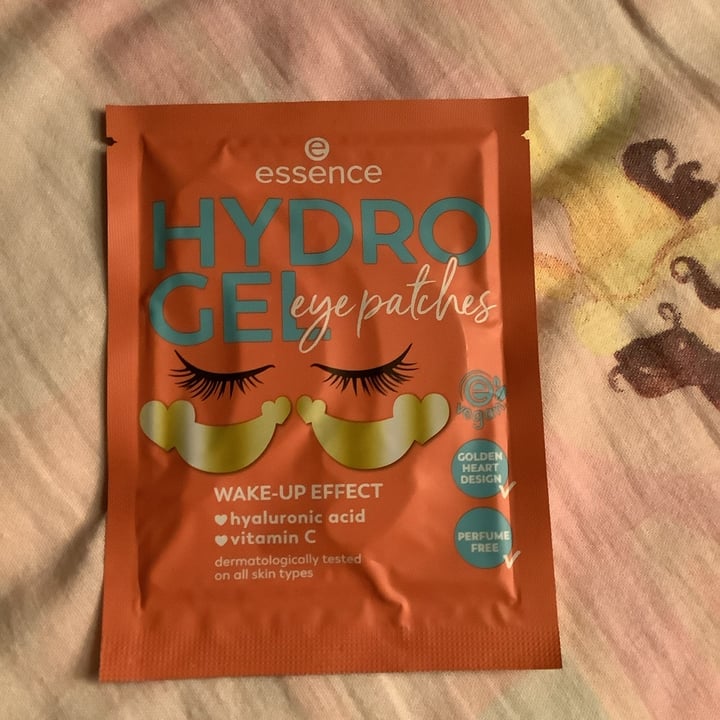 e
essence
HYDRO
GEL eye patches
e
vegan
GOLDEN
HEART
DESIGN
WAKE-UP EFFECT
hyaluronic acid
vitamin C
PERFUME
FREE
dermatologically tested
on all skin types